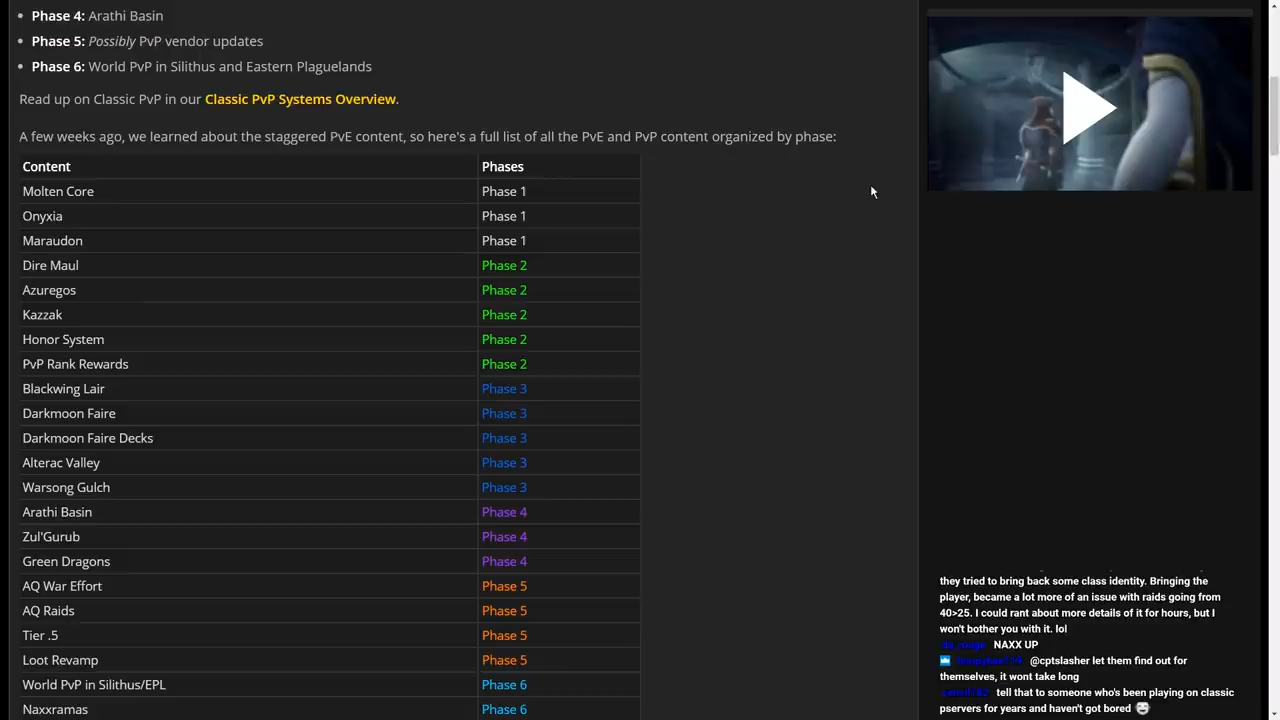 Phase 4: Arathi Basin
Phase 5: Possibly PvP vendor updates
Phase 6: World PvP in Silithus and Eastern Plaguelands
Read up on Classic PvP in our Classic PvP Systems Overview.
A few weeks ago, we learned about the staggered PvE content, so here's a full list of all the PvE and PvP content organized by phase:
Content Phases
Molten Core Phase 1
Onyxia Phase 1
Maraudon Phase 1
Dire Maul Phase 2
Azuregos Phase 2
Kazzak Phase 2
Honor System Phase 2
PvP Rank Rewards Phase 2
Blackwing Lair Phase 3
Darkmoon Faire Phase 3
Darkmoon Faire Decks Phase 3
Alterac Valley Phase 3
Warsong Gulch Phase 3
Arathi Basin Phase 4
Zul'Gurub Phase 4
Green Dragons Phase 4
AQ War Effort Phase 5
AQ Raids Phase 5
Tier .5 Phase 5
Loot Revamp Phase 5
World PvP in Silithus/EPL Phase 6
Naxxramas Phase 6
they tried to bring back some class identity. Bringing the
player, became a lot more of an issue with raids going from
40>25. I could rant about more details of it for hours, but I
won't bother you with it. lol
NAXX UP
@cptslasher let them find out for
themselves, it wont take long
tell that to someone who's been playing on classic
pservers for years and haven't got bored